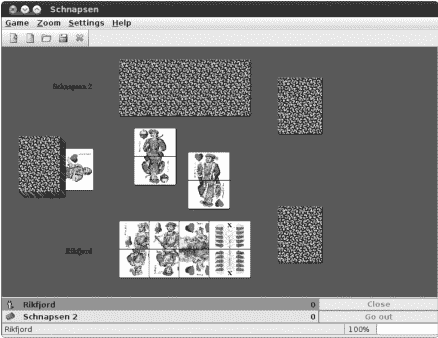 Schnapsen
Game Zoom Settings Help
Schnapsen 2
Rikfjord
Rikfjord 0 Close
Schnapsen 2 0 Go out
Rikfjord 100%